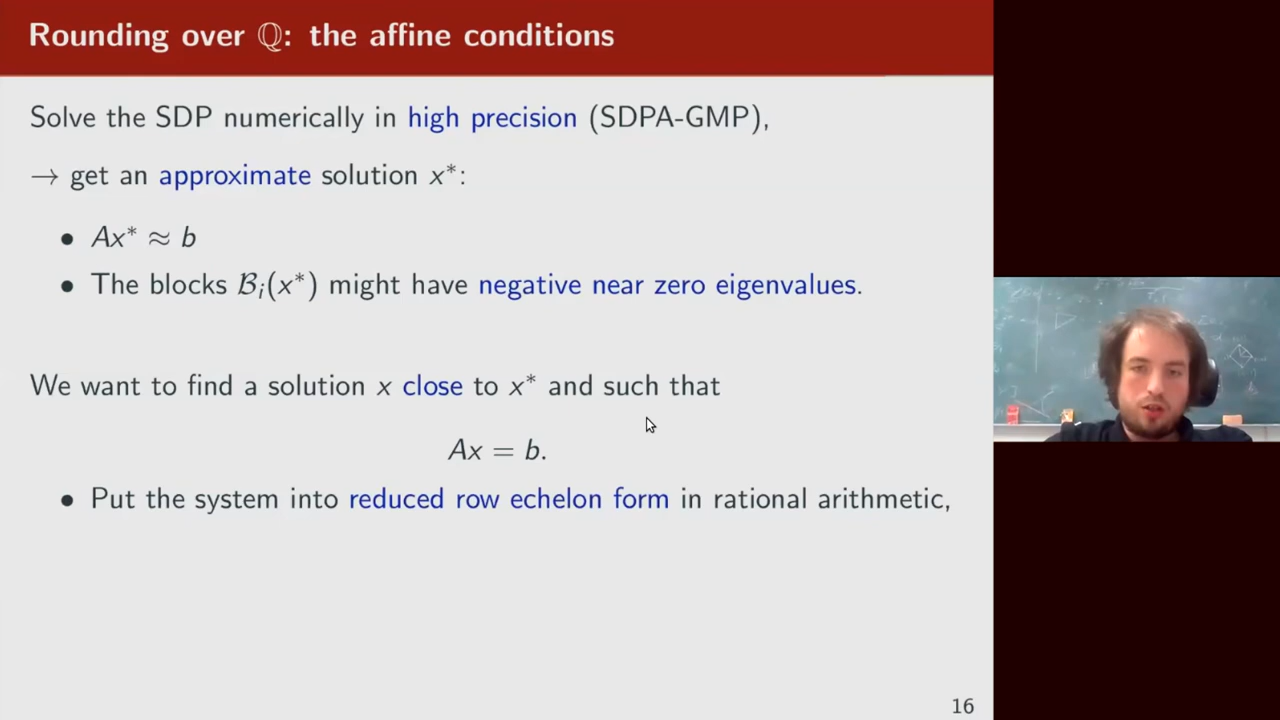 Rounding over ℚ: the affine conditions
Solve the SDP numerically in high precision (SDPA-GMP),
→ get an approximate solution x*:
• Ax* ≈ b
• The blocks ℬᵢ(x*) might have negative near zero eigenvalues.
We want to find a solution x close to x* and such that
Ax = b.
• Put the system into reduced row echelon form in rational arithmetic,
16